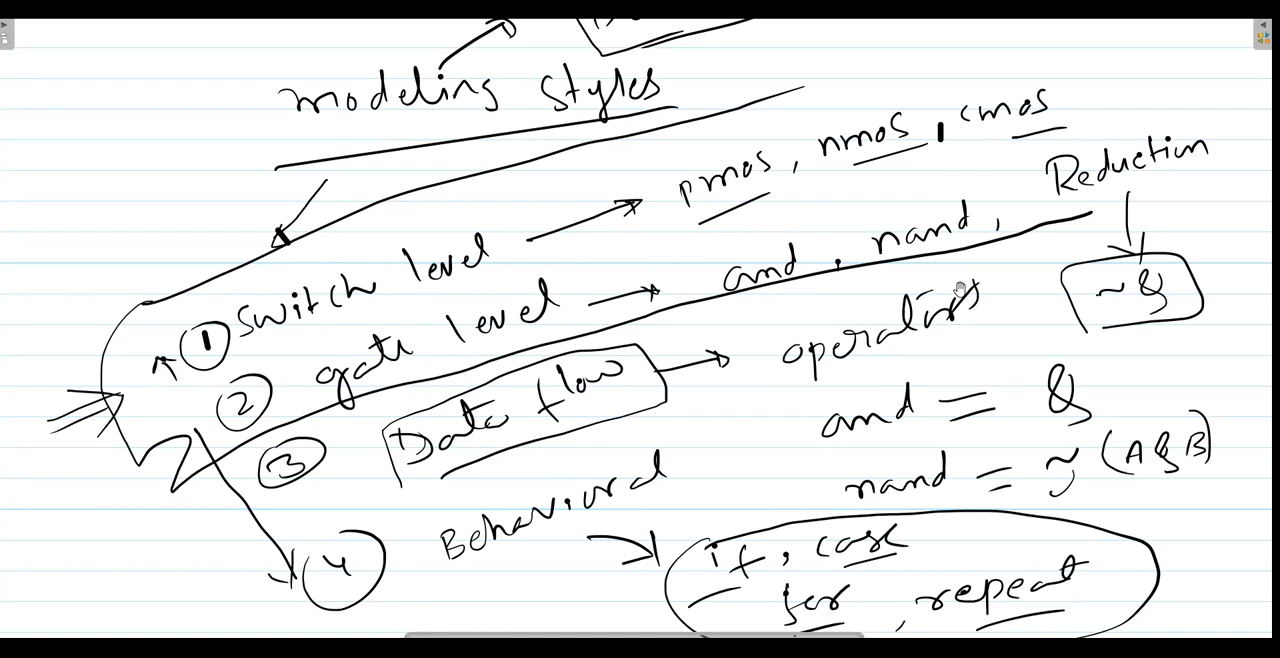 modeling styles
① Switch level → pmos, nmos, cmos
② gate level → and, nand,
Reduction
~&
③ Data flow → operators
and = &
nand = ~(A & B)
④ Behavioural → if, case
for, repeat